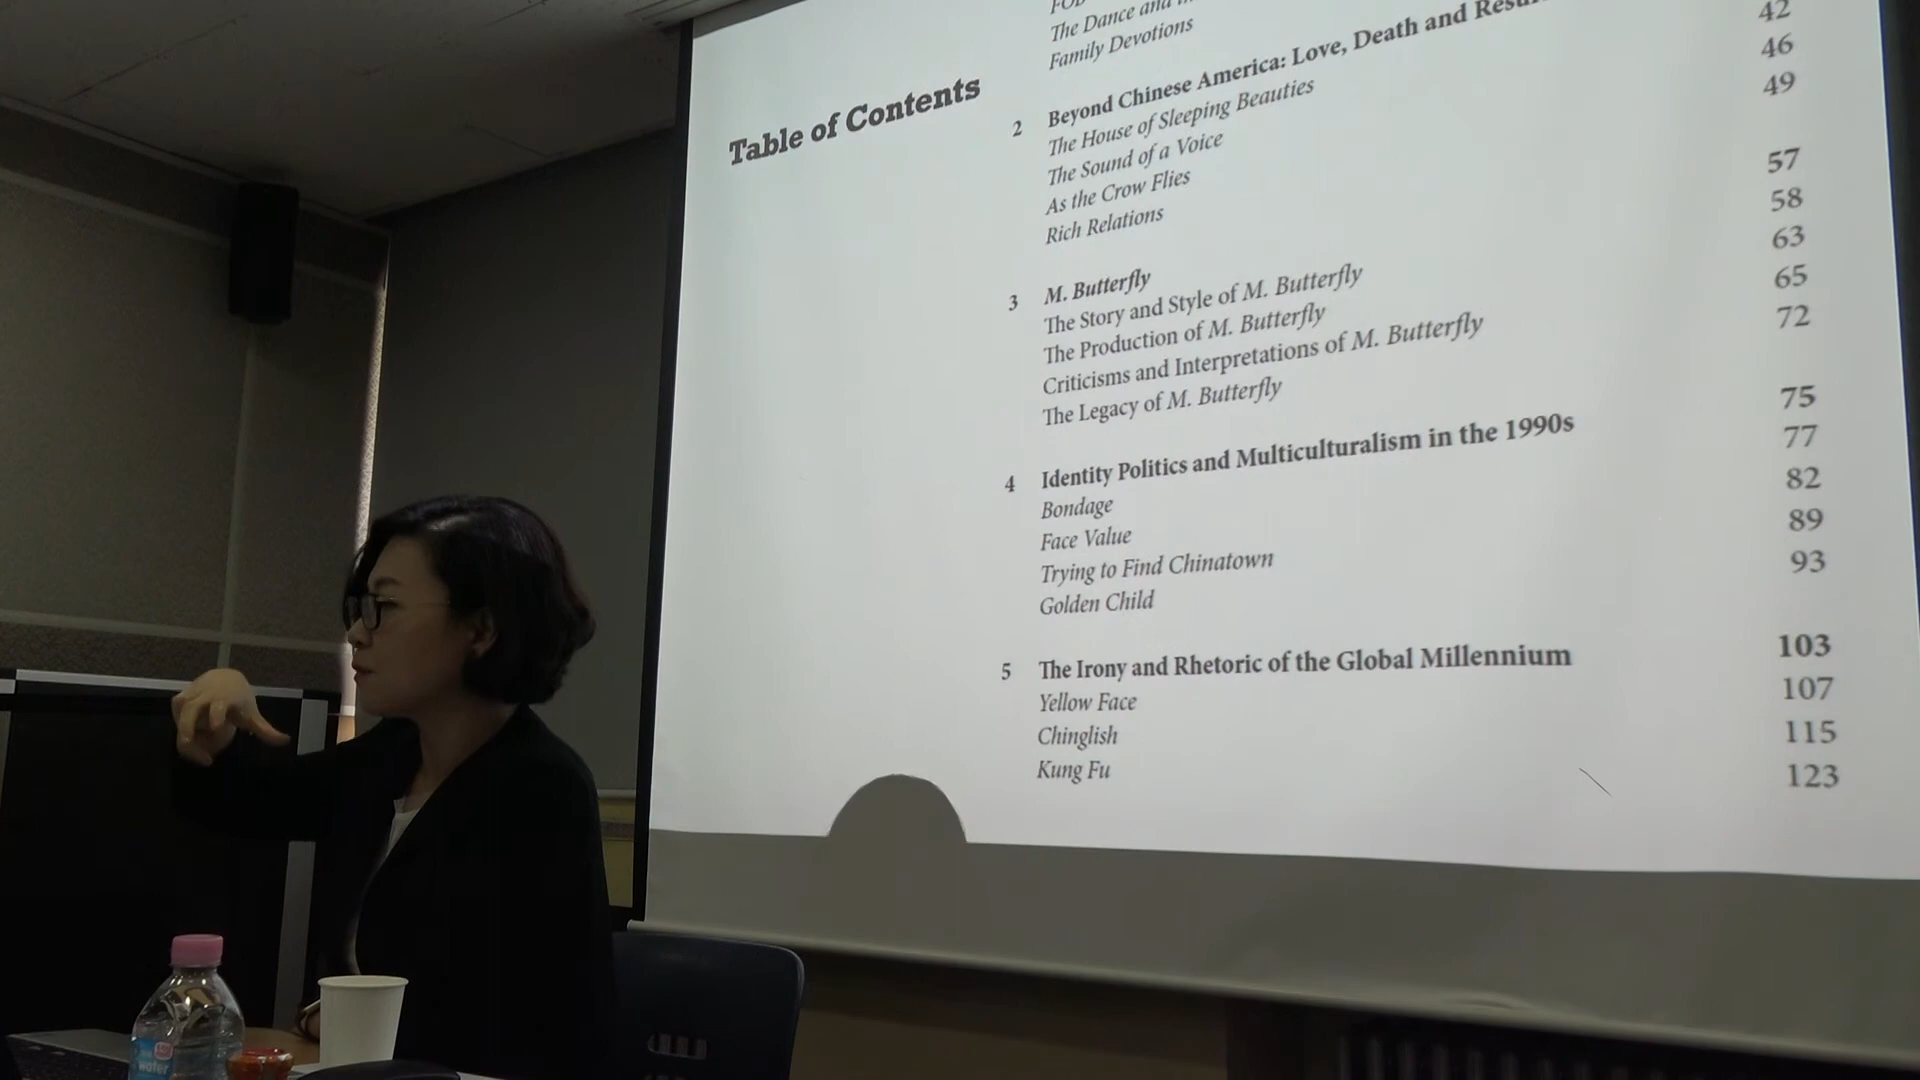 FOB
The Dance and
Family Devotions
42
46
49
Table of Contents
2 Beyond Chinese America: Love, Death and 57
The House of Sleeping Beauties 58
The Sound of a Voice 63
As the Crow Flies 65
Rich Relations 72
3 M. Butterfly 75
The Story and Style of M. Butterfly 77
The Production of M. Butterfly 82
Criticisms and Interpretations of M. Butterfly 89
The Legacy of M. Butterfly 93
4 Identity Politics and Multiculturalism in the 1990s
Bondage
Face Value
Trying to Find Chinatown
Golden Child
5 The Irony and Rhetoric of the Global Millennium 103
Yellow Face 107
Chinglish 115
Kung Fu 123
water